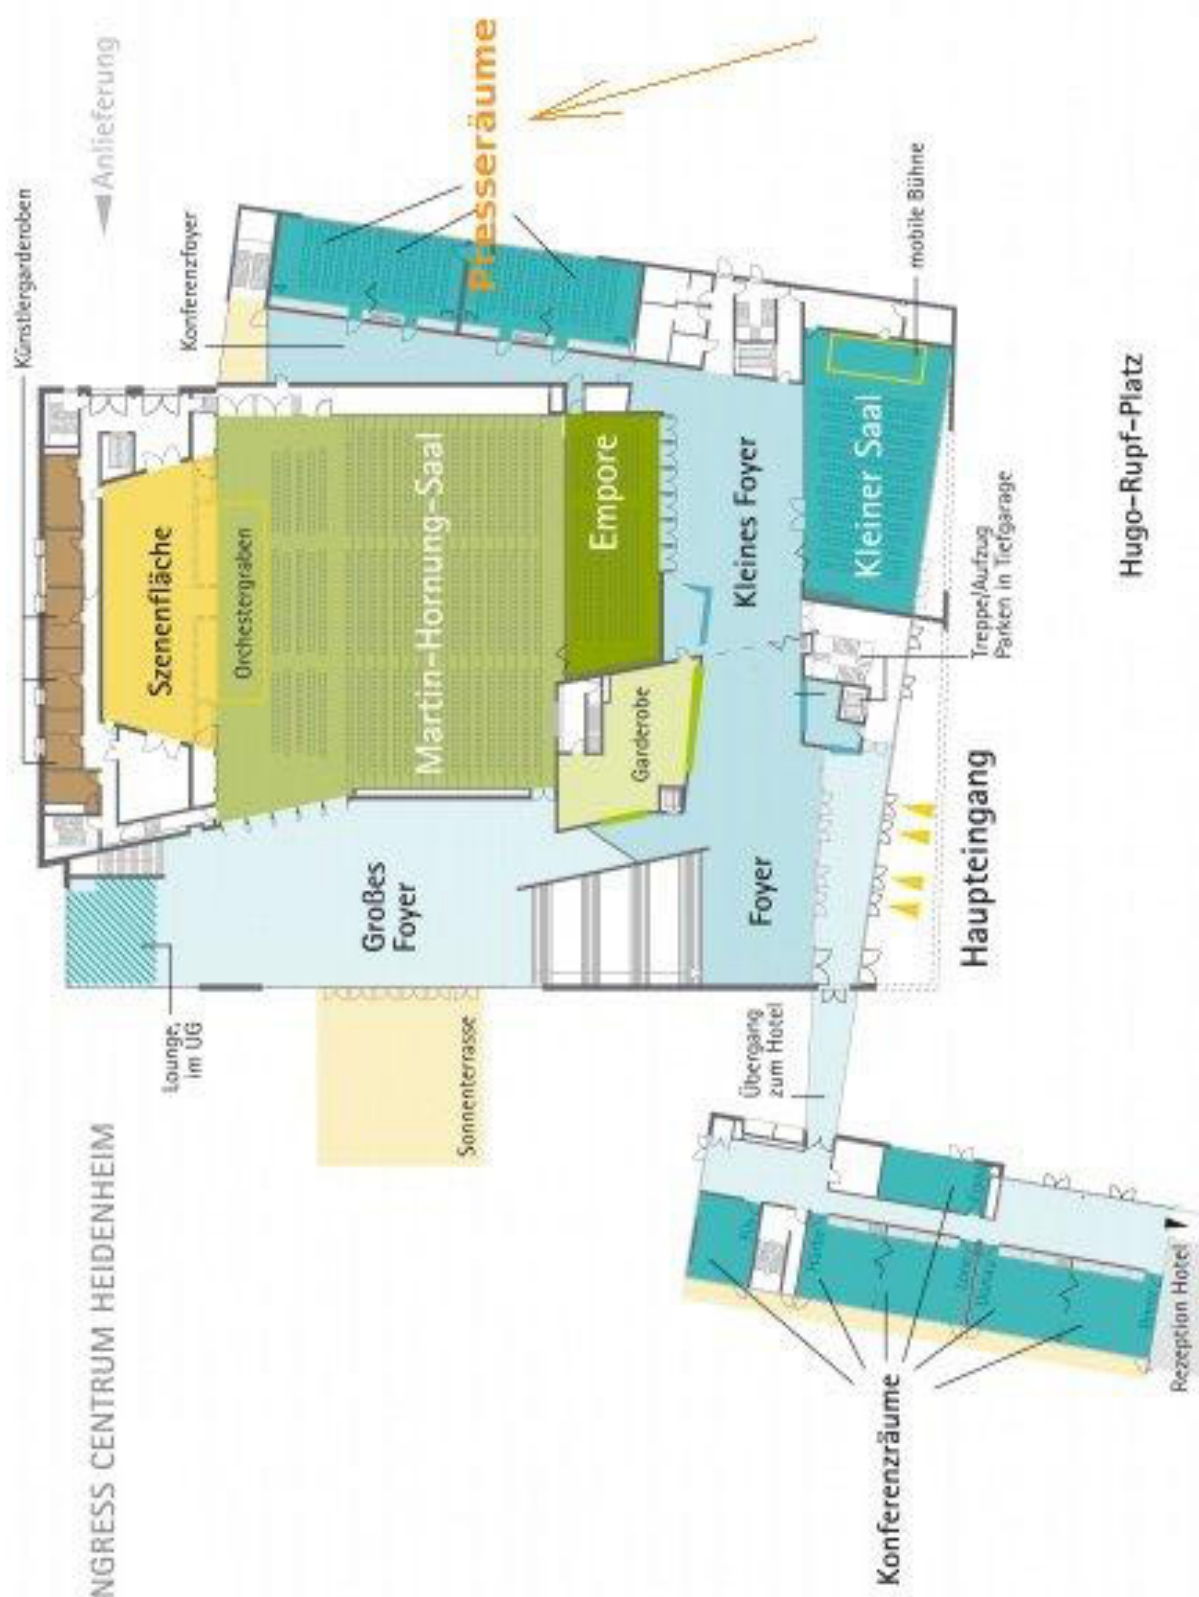 NGRESS CENTRUM HEIDENHEIM
Künstlergarderoben
Anlieferung
Konferenzfoyer
Presseräume
Szenenfläche
Orchestergraben
Martin-Hornung-Saal
Empore
Garderobe
Kleines Foyer
Kleiner Saal
mobile Bühne
Lounge,
im UG
Großes
Foyer
Foyer
Sonnenterrasse
Übergang
zum Hotel
Haupteingang
Treppe/Aufzug
Parken in Tiefgarage
Hugo-Rupf-Platz
Konferenzräume
Rezeption Hotel